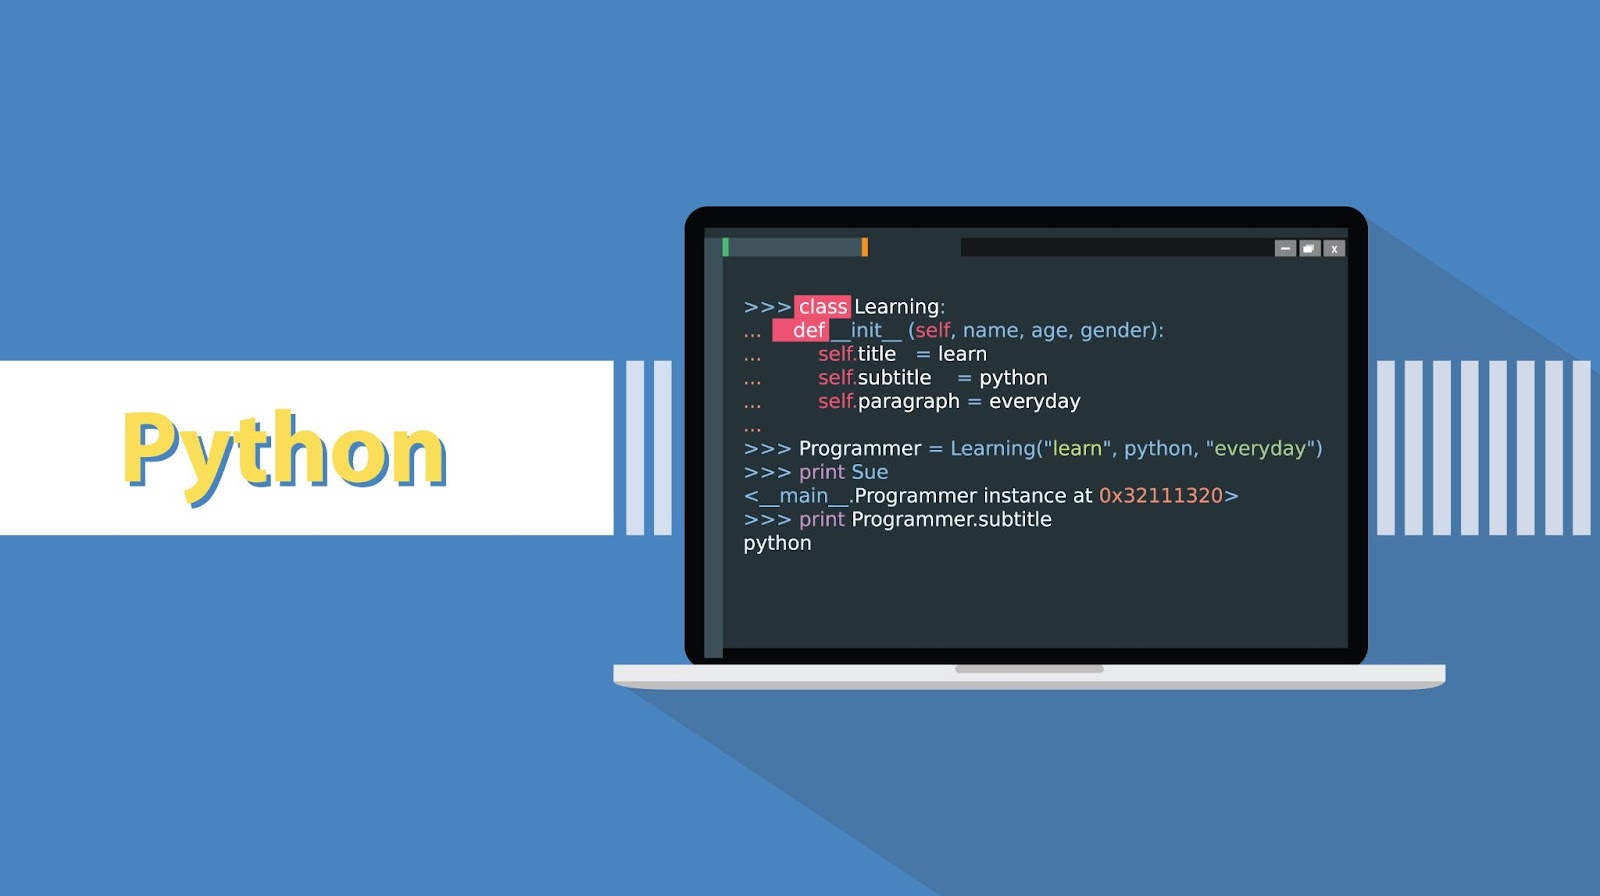 Python
x
>>> class Learning:
...    def __init__ (self, name, age, gender):
...        self.title   = learn
...        self.subtitle    = python
...        self.paragraph = everyday
...
>>> Programmer = Learning("learn", python, "everyday")
>>> print Sue
<__main__.Programmer instance at 0x32111320>
>>> print Programmer.subtitle
python